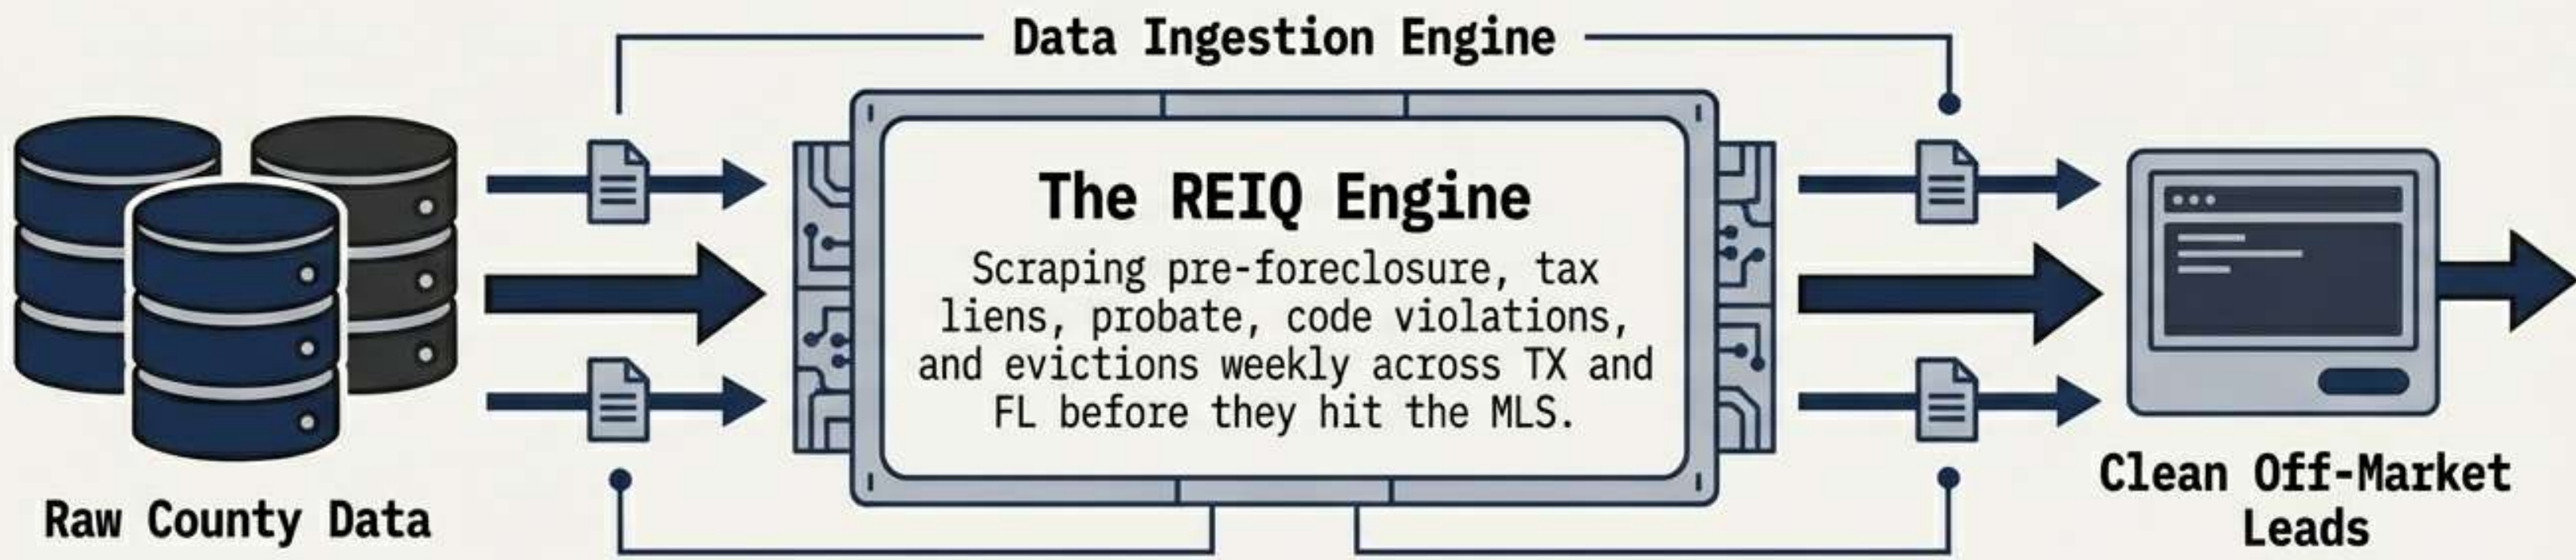 Data Ingestion Engine
The REIQ Engine
Scraping pre-foreclosure, tax
liens, probate, code violations,
and evictions weekly across TX and
FL before they hit the MLS.
Raw County Data
Clean Off-Market
Leads